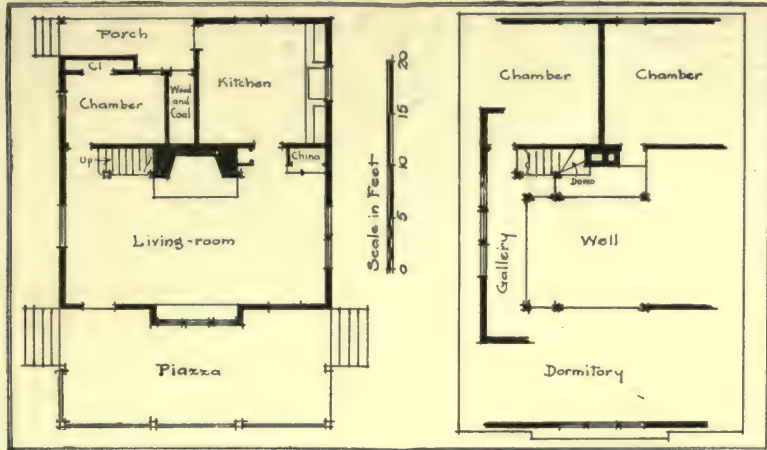 Porch
Cl
Kitchen
Chamber
Wood
and
Coal
Up
China
Living-room
Piazza
Scale in Feet
20
15
10
5
0
Chamber
Chamber
Down
Gallery
Well
Dormitory